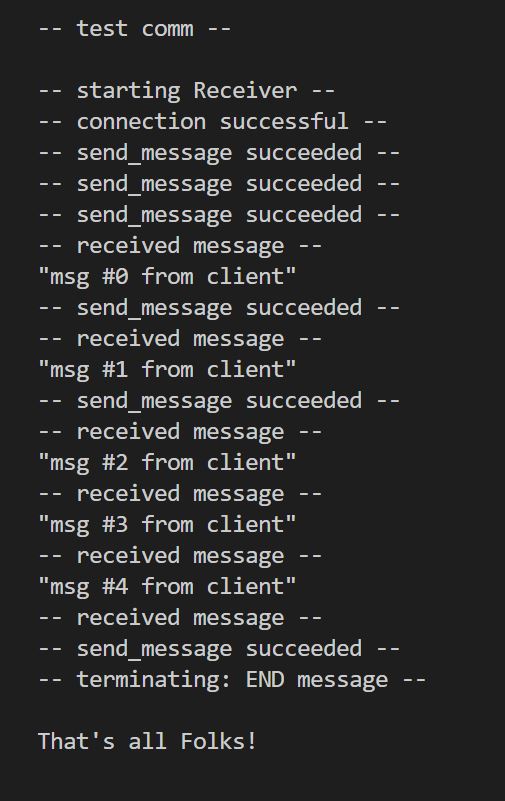 -- test comm --
-- starting Receiver --
-- connection successful --
-- send_message succeeded --
-- send_message succeeded --
-- send_message succeeded --
-- received message --
"msg #0 from client"
-- send_message succeeded --
-- received message --
"msg #1 from client"
-- send_message succeeded --
-- received message --
"msg #2 from client"
-- received message --
"msg #3 from client"
-- received message --
"msg #4 from client"
-- received message --
-- send_message succeeded --
-- terminating: END message --
That's all Folks!